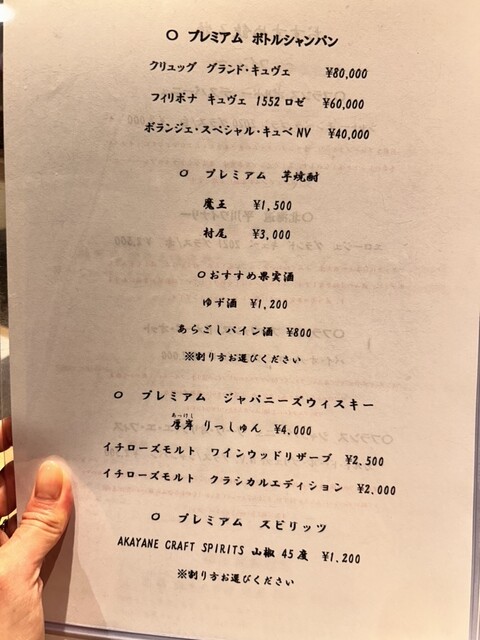 ○ プレミアム ボトルシャンパン
クリュッグ グランド・キュヴェ ¥80,000
フィリポナ キュヴェ 1552 ロゼ ¥60,000
ボランジェ・スペシャル・キュベ NV ¥40,000
○ プレミアム 芋焼酎
魔王 ¥1,500
村尾 ¥3,000
○おすすめ果実酒
ゆず酒 ¥1,200
あらごしパイン酒 ¥800
※割り方お選びください
○ プレミアム ジャパニーズウィスキー
あっけし
厚岸 りっしゅん ¥4,000
イチローズモルト ワインウッドリザーブ ¥2,500
イチローズモルト クラシカルエディション ¥2,000
○ プレミアム スピリッツ
AKAYANE CRAFT SPIRITS 山椒 45度 ¥1,200
※割り方お選びください